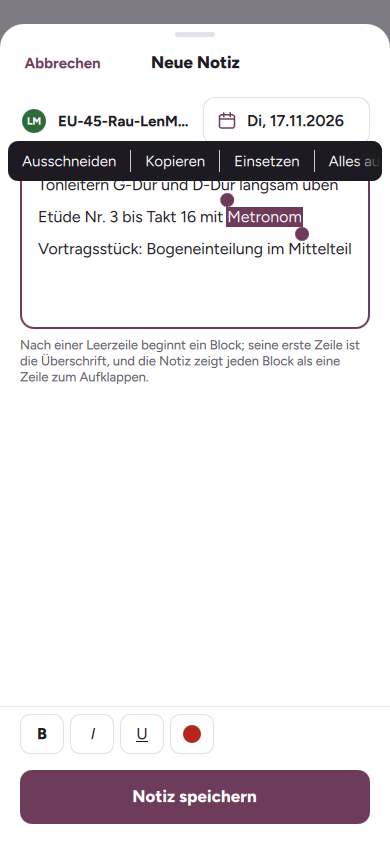 Abbrechen
Neue Notiz
LM EU-45-Rau-LenM...
Di, 17.11.2026
Ausschneiden Kopieren Einsetzen Alles au
Tonleitern G-Dur und D-Dur langsam üben
Etüde Nr. 3 bis Takt 16 mit Metronom
Vortragsstück: Bogeneinteilung im Mittelteil
Nach einer Leerzeile beginnt ein Block; seine erste Zeile ist
die Überschrift, und die Notiz zeigt jeden Block als eine
Zeile zum Aufklappen.
B I U
Notiz speichern